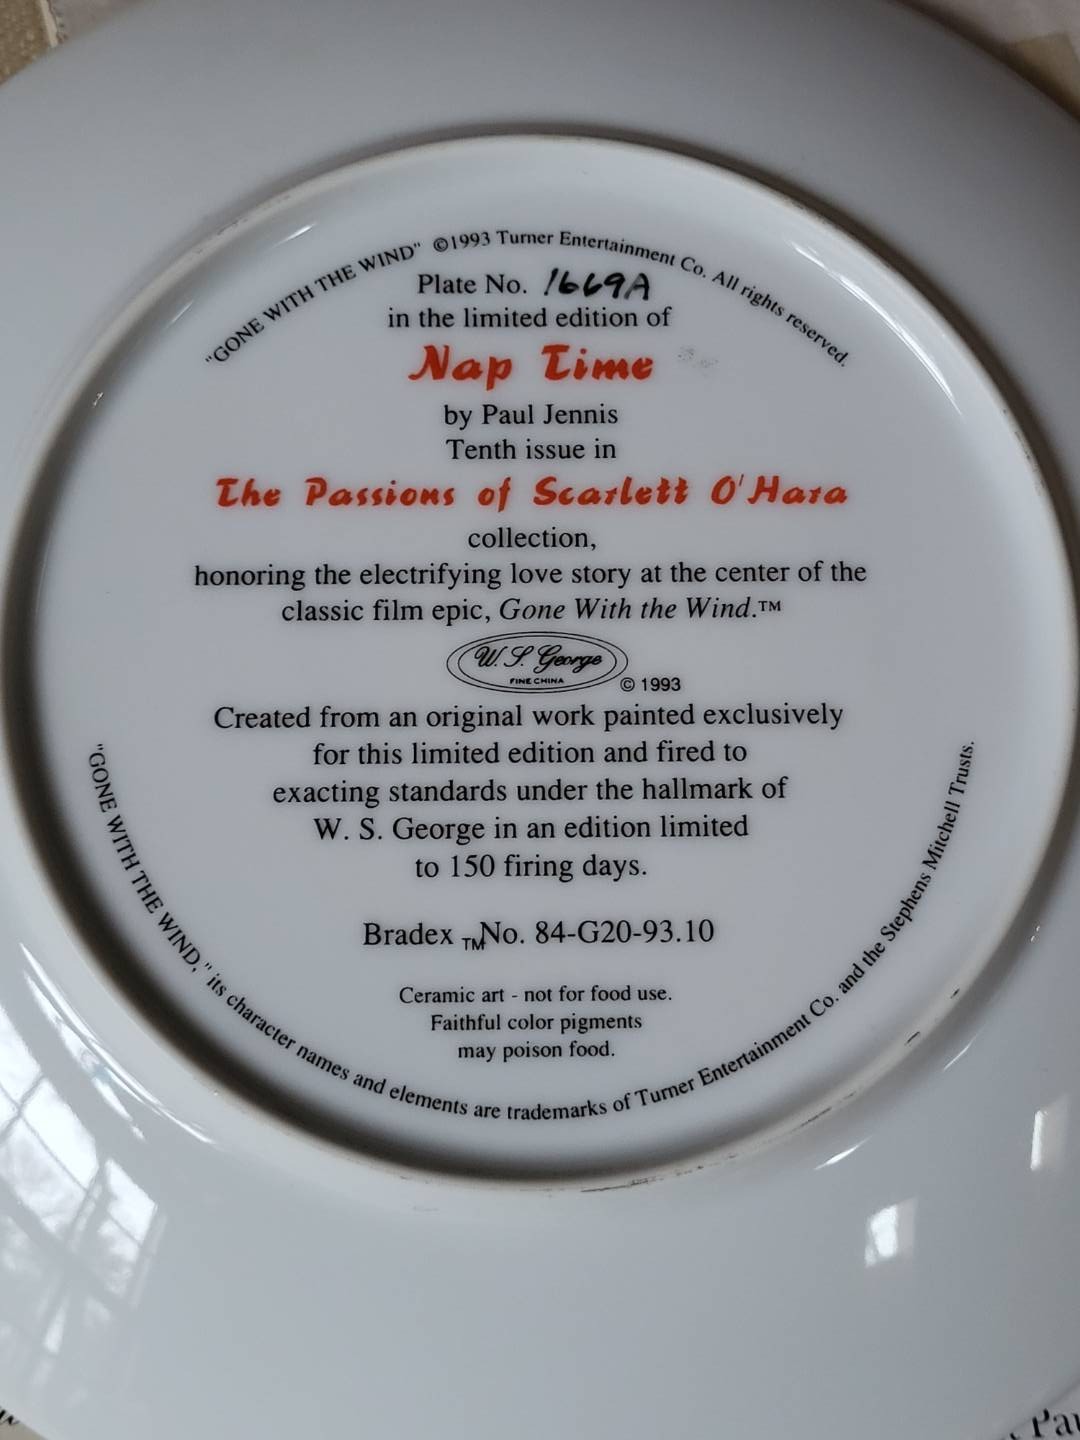 "GONE WITH THE WIND" ©1993 Turner Entertainment Co. All rights reserved.
Plate No. 1669A
in the limited edition of
Nap Time
by Paul Jennis
Tenth issue in
The Passions of Scarlett O'Hara
collection,
honoring the electrifying love story at the center of the
classic film epic, Gone With the Wind.™
W. S. George
FINE CHINA
© 1993
Created from an original work painted exclusively
for this limited edition and fired to
exacting standards under the hallmark of
W. S. George in an edition limited
to 150 firing days.
Bradex ™No. 84-G20-93.10
Ceramic art - not for food use.
Faithful color pigments
may poison food.
"GONE WITH THE WIND," its character names and elements are trademarks of Turner Entertainment Co. and the Stephens Mitchell Trusts.